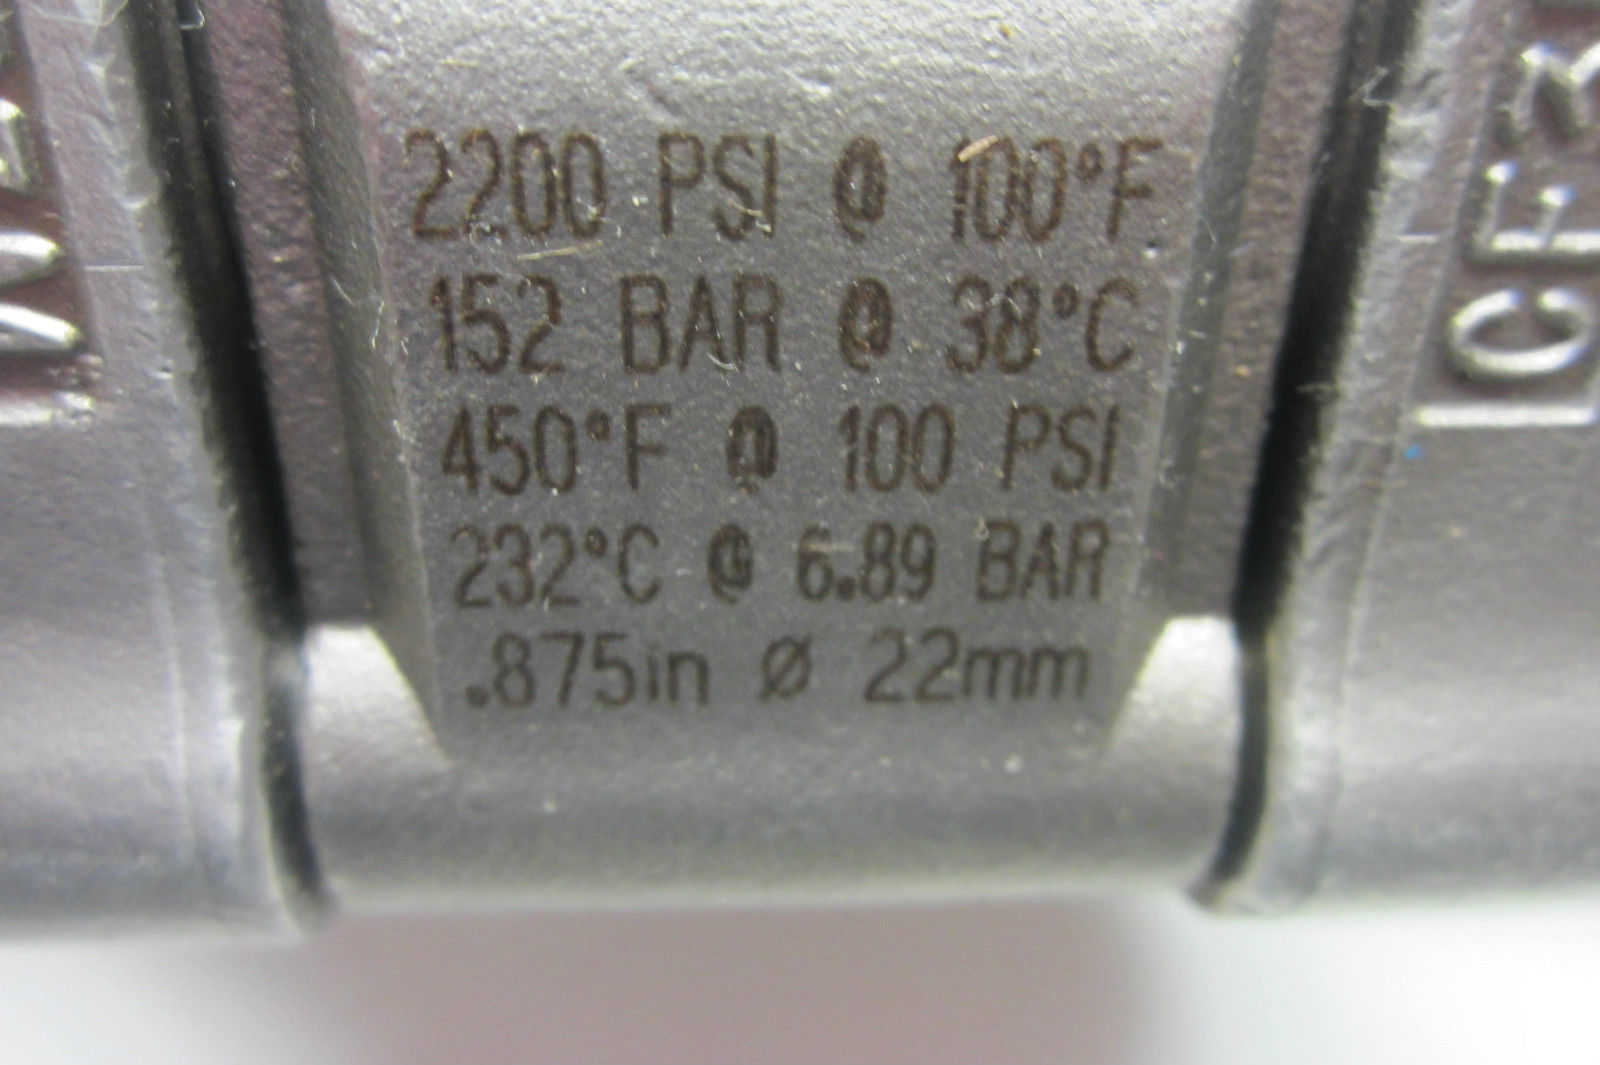 2200 PSI @ 100°F
152 BAR @ 38°C
450°F @ 100 PSI
232°C @ 6.89 BAR
.875in Ø 22mm